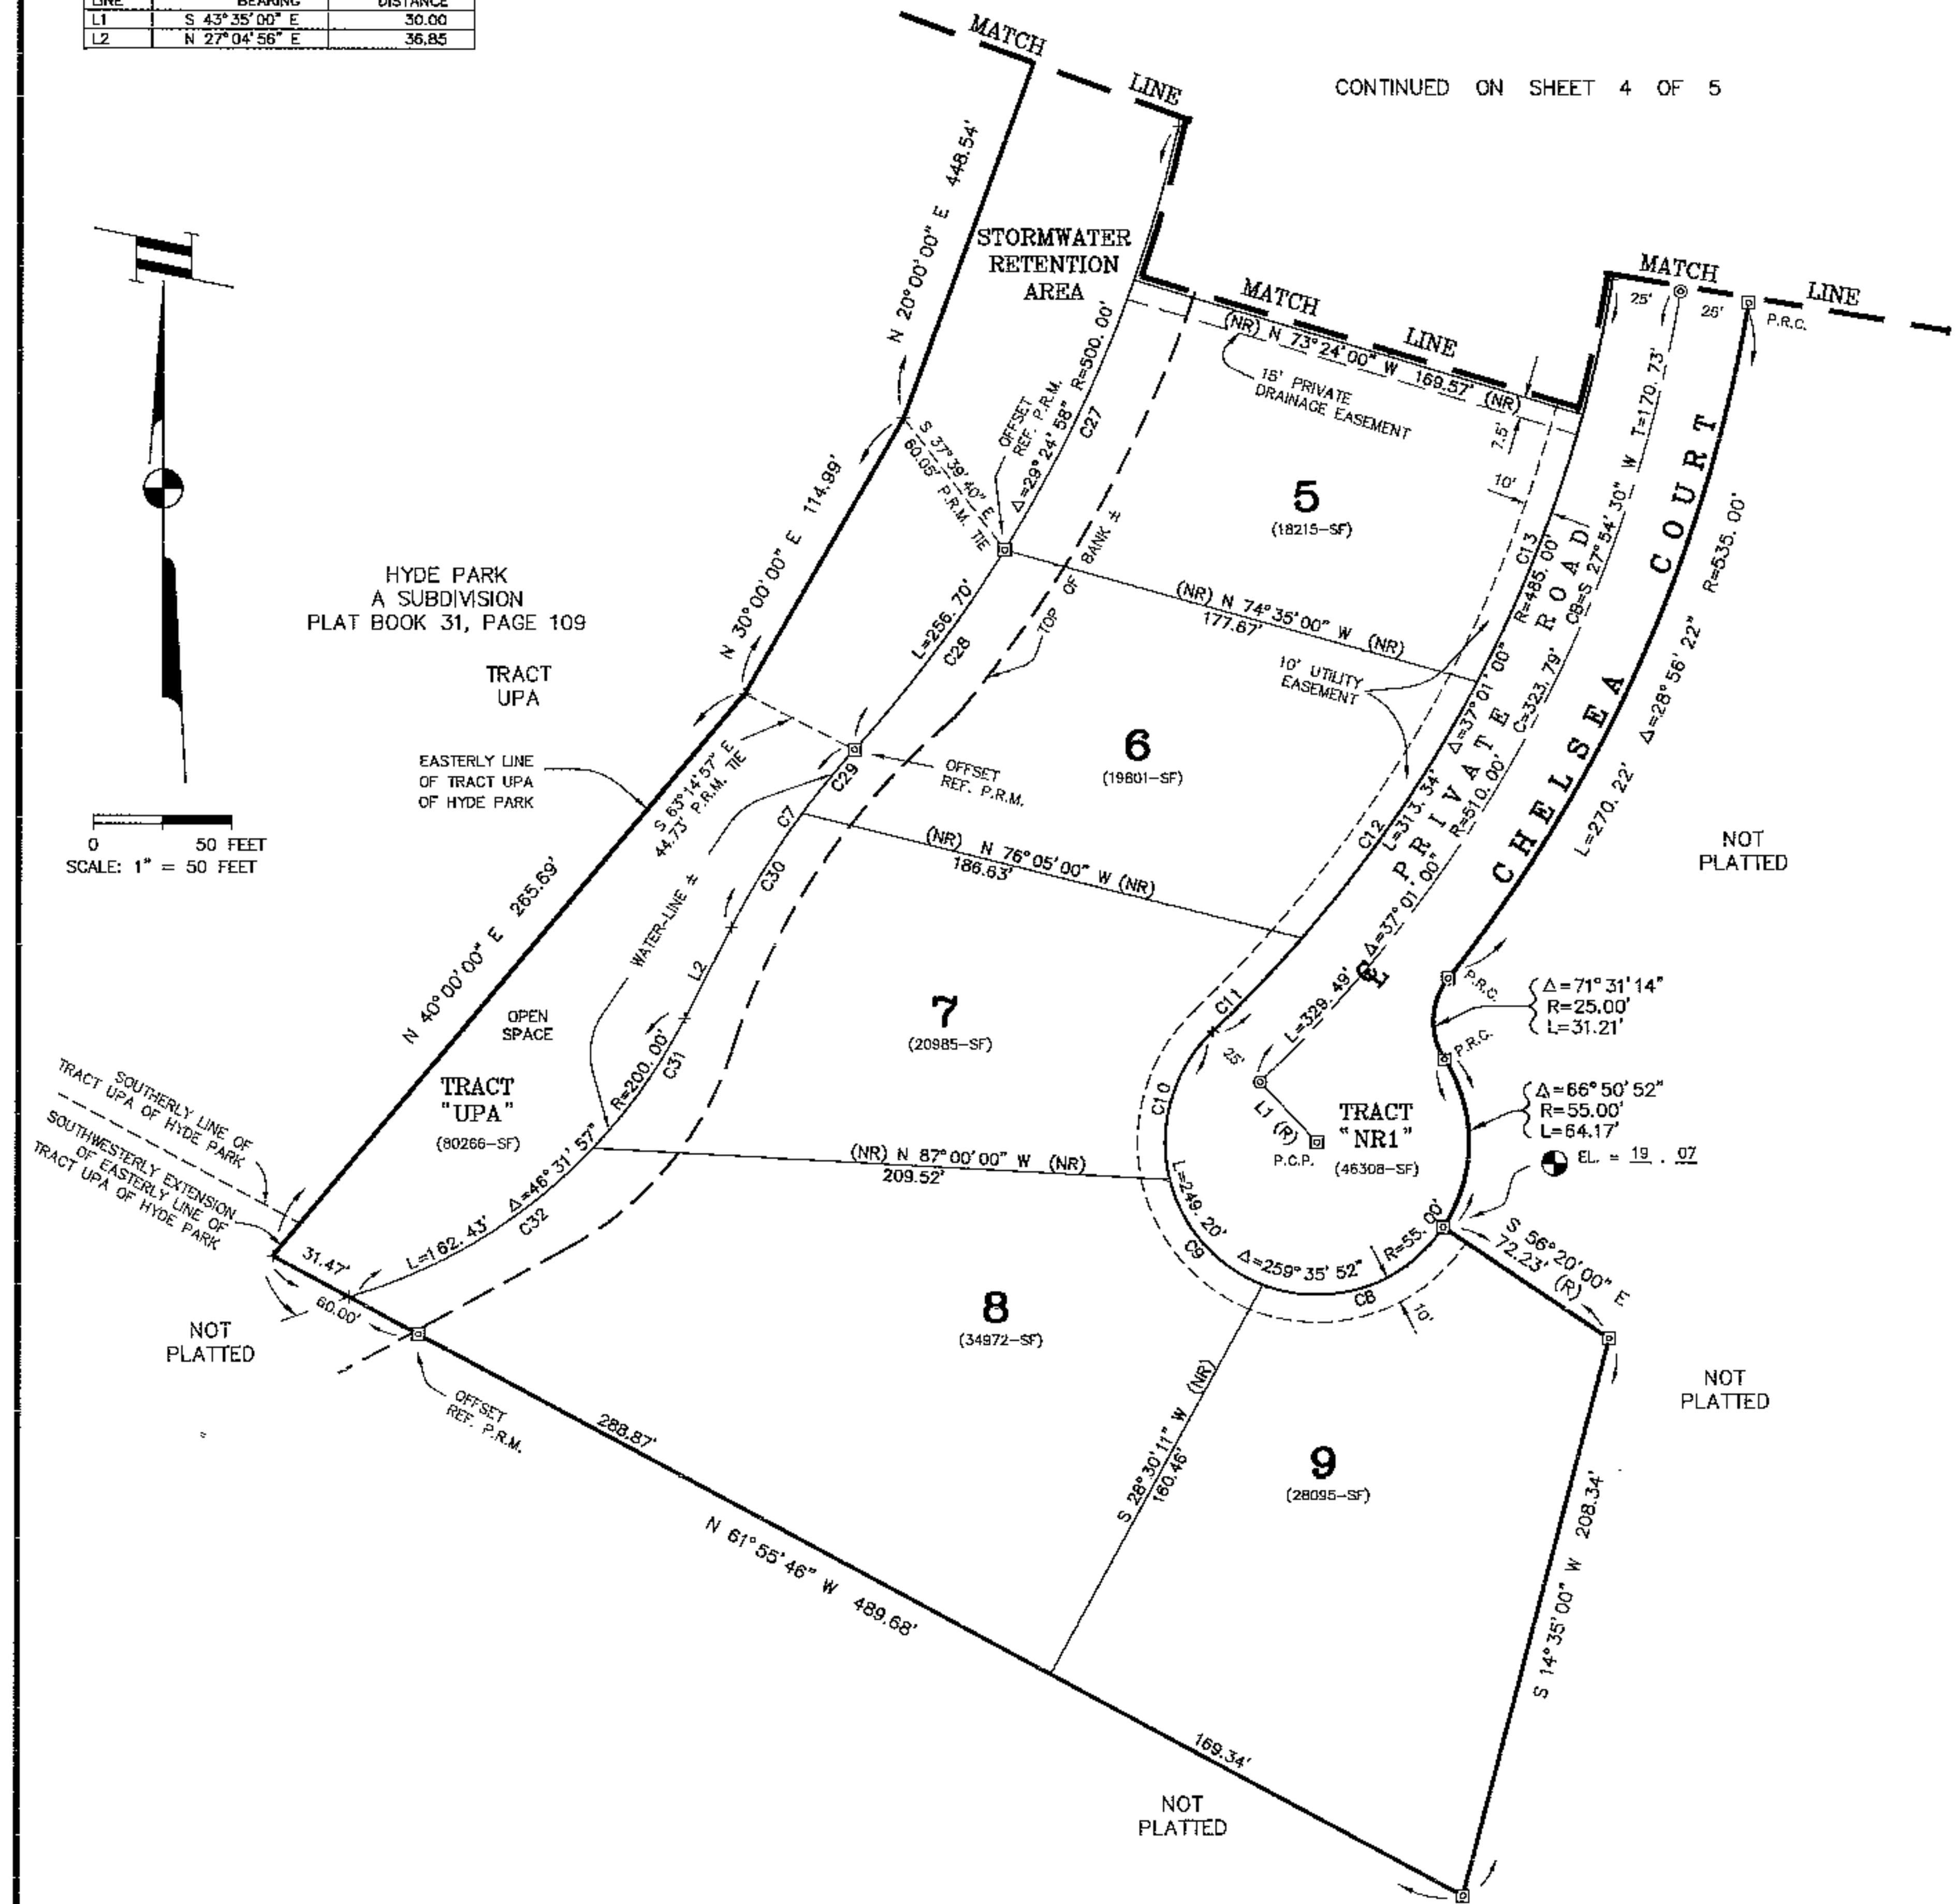 LINE BEARING DISTANCE
L1 S 43°35'00" E 30.00
L2 N 27°04'56" E 36.85
MATCH LINE
CONTINUED ON SHEET 4 OF 5
N 20°00'00" E 448.54'
STORMWATER
RETENTION
AREA
MATCH LINE
MATCH LINE
25'
25'
P.R.C.
(NR) N 73°24'00" W 169.57' (NR)
15' PRIVATE
DRAINAGE EASEMENT
7.5'
10'
OFFSET
REF. P.R.M.
Δ=29°24'58" R=500.00'
C27
S 37°39'40" E
60.05' P.R.M. TIE
N 30°00'00" E 114.99'
5
(18215-SF)
HYDE PARK
A SUBDIVISION
PLAT BOOK 31, PAGE 109
TRACT
UPA
L=256.70'
C28
TOP OF BANK ±
(NR) N 74°35'00" W (NR)
177.67'
10' UTILITY
EASEMENT
C13
R=485.00'
Δ=37°01'00"
L=313.34'
C12
PRIVATE ROAD
CB=S 27°54'30" W T=170.73'
C=323.79'
R=510.00'
Δ=37°01'00"
L=329.49'
℄
CHELSEA COURT
L=270.22' Δ=28°56'22" R=535.00'
NOT
PLATTED
EASTERLY LINE
OF TRACT UPA
OF HYDE PARK
S 63°14'57" E
44.73' P.R.M. TIE
C29
OFFSET
REF. P.R.M.
6
(19601-SF)
0 50 FEET
SCALE: 1" = 50 FEET
C7
(NR) N 76°05'00" W (NR)
186.63'
C30
WATER-LINE ±
N 40°00'00" E 265.69'
L2
OPEN
SPACE
7
(20985-SF)
C11
25'
P.R.C.
Δ=71°31'14"
R=25.00'
L=31.21'
P.R.C.
TRACT
"UPA"
(80266-SF)
R=200.00'
C31
C10
L1 (R)
P.C.P.
TRACT
"NR1"
(46308-SF)
Δ=66°50'52"
R=55.00'
L=64.17'
EL. = 19 . 07
SOUTHERLY LINE OF
TRACT UPA OF HYDE PARK
SOUTHWESTERLY EXTENSION
OF EASTERLY LINE OF
TRACT UPA OF HYDE PARK
L=162.43' Δ=46°31'57"
C32
(NR) N 87°00'00" W (NR)
209.52'
L=249.20'
C9
Δ=259°35'52"
R=55.00'
C8
10'
S 56°20'00" E
72.23' (R)
31.47'
60.00'
NOT
PLATTED
8
(34972-SF)
NOT
PLATTED
OFFSET
REF. P.R.M.
288.87'
S 28°30'11" W (NR)
160.46'
9
(28095-SF)
S 14°35'00" W 208.34'
N 61°55'46" W 489.68'
169.34'
NOT
PLATTED